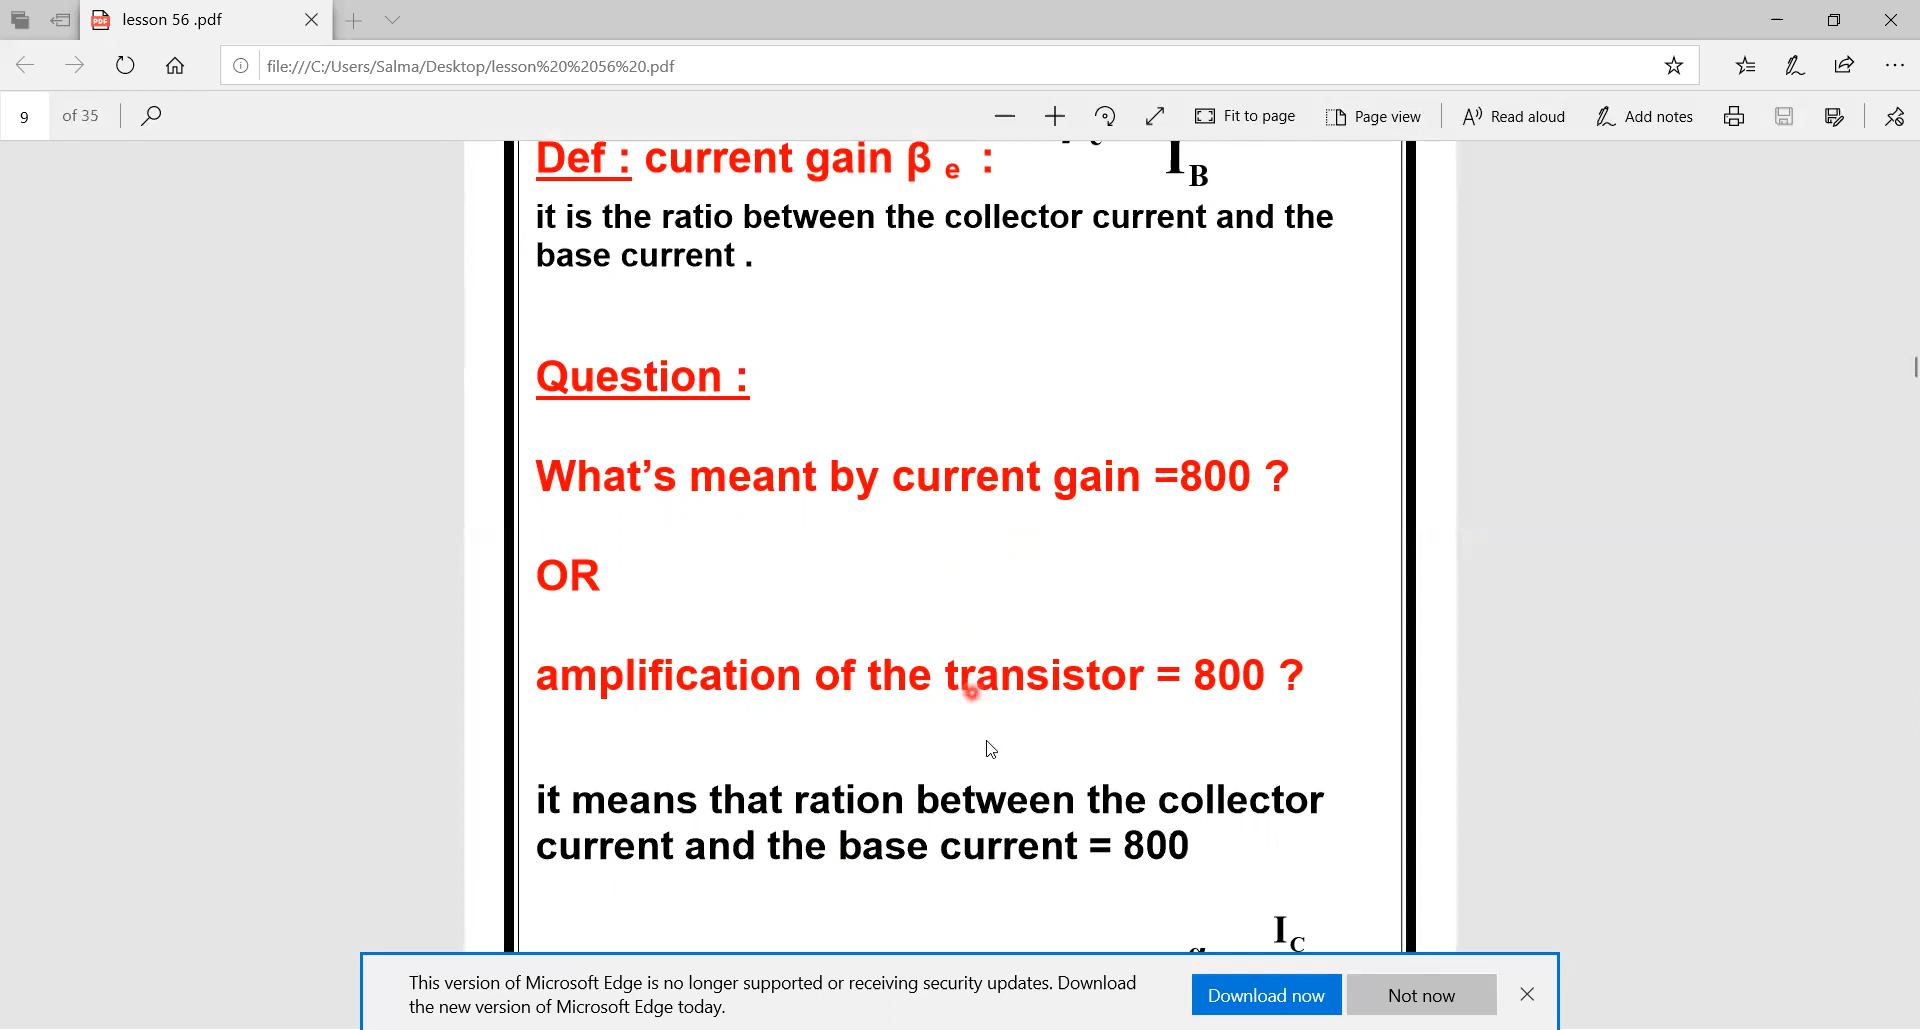 lesson 56 .pdf
file:///C:/Users/Salma/Desktop/lesson%20%2056%20.pdf
9 of 35
Fit to page
Page view
Read aloud
Add notes
I B
Def : current gain β e :
it is the ratio between the collector current and the
base current .
Question :
What’s meant by current gain =800 ?
OR
amplification of the transistor = 800 ?
it means that ration between the collector
current and the base current = 800
I C
This version of Microsoft Edge is no longer supported or receiving security updates. Download
the new version of Microsoft Edge today.
Download now
Not now